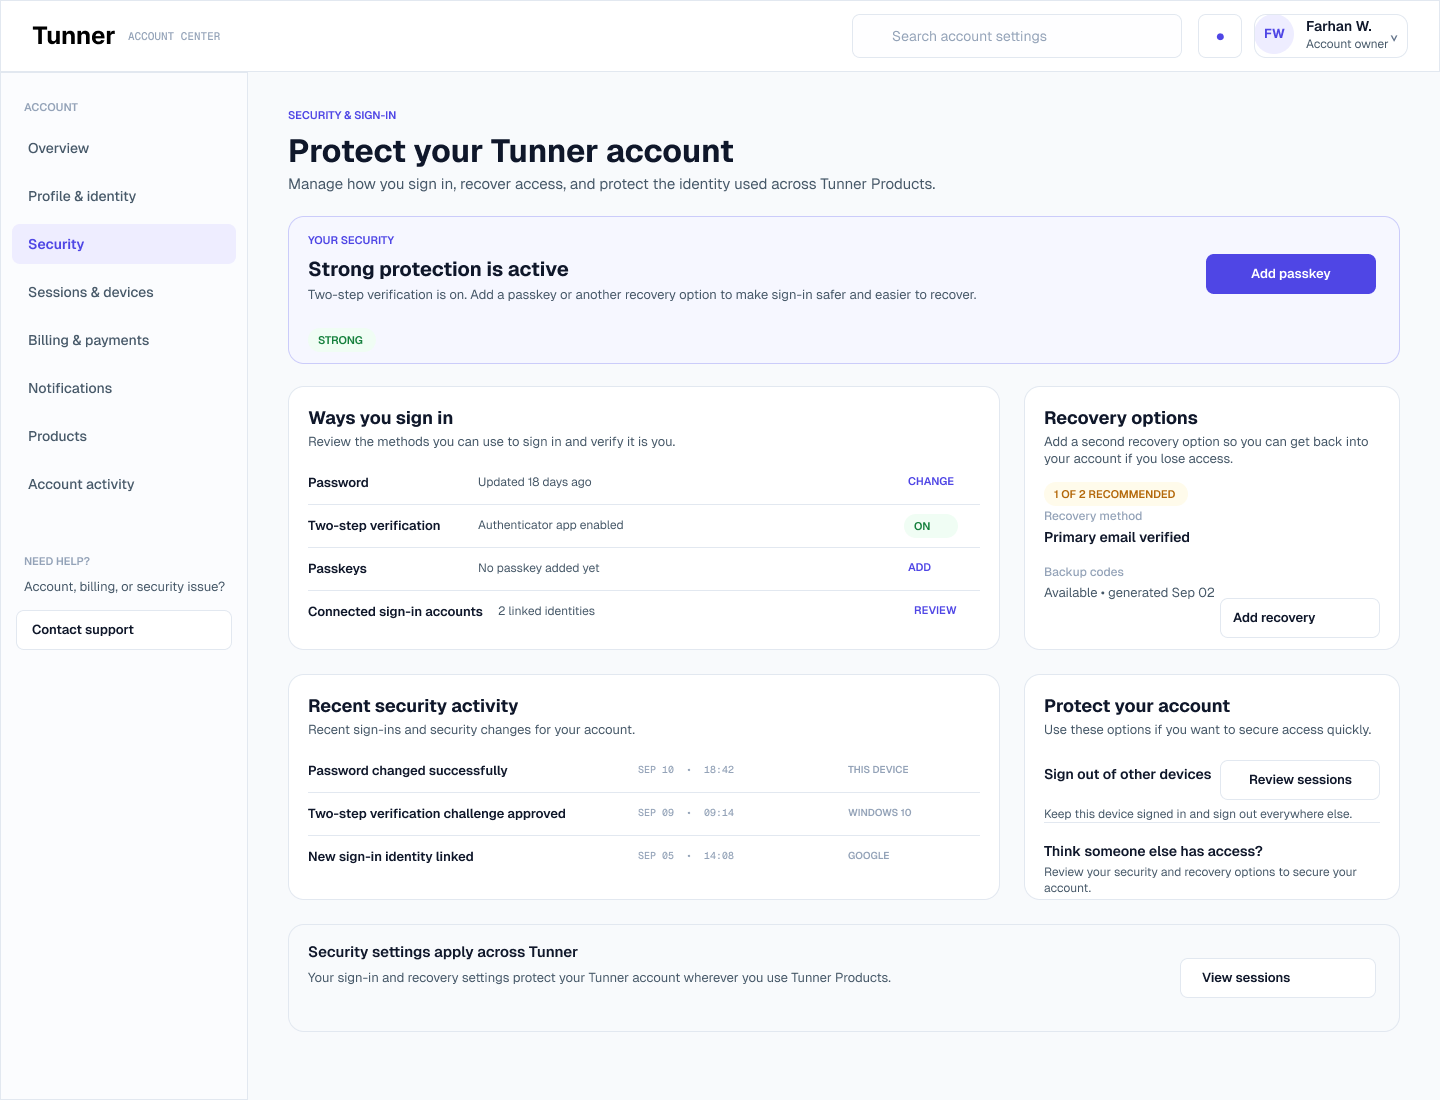 Tunner
ACCOUNT CENTER
Search account settings
FW
Farhan W.
Account owner
ACCOUNT
Overview
Profile & identity
Security
Sessions & devices
Billing & payments
Notifications
Products
Account activity
NEED HELP?
Account, billing, or security issue?
Contact support
SECURITY & SIGN-IN
Protect your Tunner account
Manage how you sign in, recover access, and protect the identity used across Tunner Products.
YOUR SECURITY
Strong protection is active
Two-step verification is on. Add a passkey or another recovery option to make sign-in safer and easier to recover.
STRONG
Add passkey
Ways you sign in
Review the methods you can use to sign in and verify it is you.
Password Updated 18 days ago CHANGE
Two-step verification Authenticator app enabled ON
Passkeys No passkey added yet ADD
Connected sign-in accounts 2 linked identities REVIEW
Recovery options
Add a second recovery option so you can get back into
your account if you lose access.
1 OF 2 RECOMMENDED
Recovery method
Primary email verified
Backup codes
Available • generated Sep 02
Add recovery
Recent security activity
Recent sign-ins and security changes for your account.
Password changed successfully SEP 10 • 18:42 THIS DEVICE
Two-step verification challenge approved SEP 09 • 09:14 WINDOWS 10
New sign-in identity linked SEP 05 • 14:08 GOOGLE
Protect your account
Use these options if you want to secure access quickly.
Sign out of other devices
Review sessions
Keep this device signed in and sign out everywhere else.
Think someone else has access?
Review your security and recovery options to secure your
account.
Security settings apply across Tunner
Your sign-in and recovery settings protect your Tunner account wherever you use Tunner Products.
View sessions